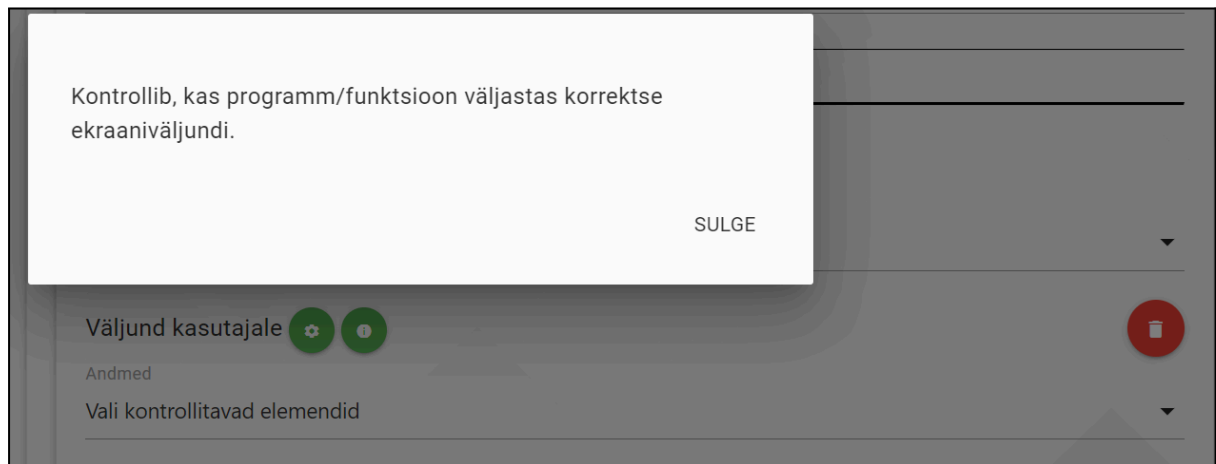 Kontrollib, kas programm/funktsioon väljastas korrektse
ekraaniväljundi.
SULGE
Väljund kasutajale
Andmed
Vali kontrollitavad elemendid